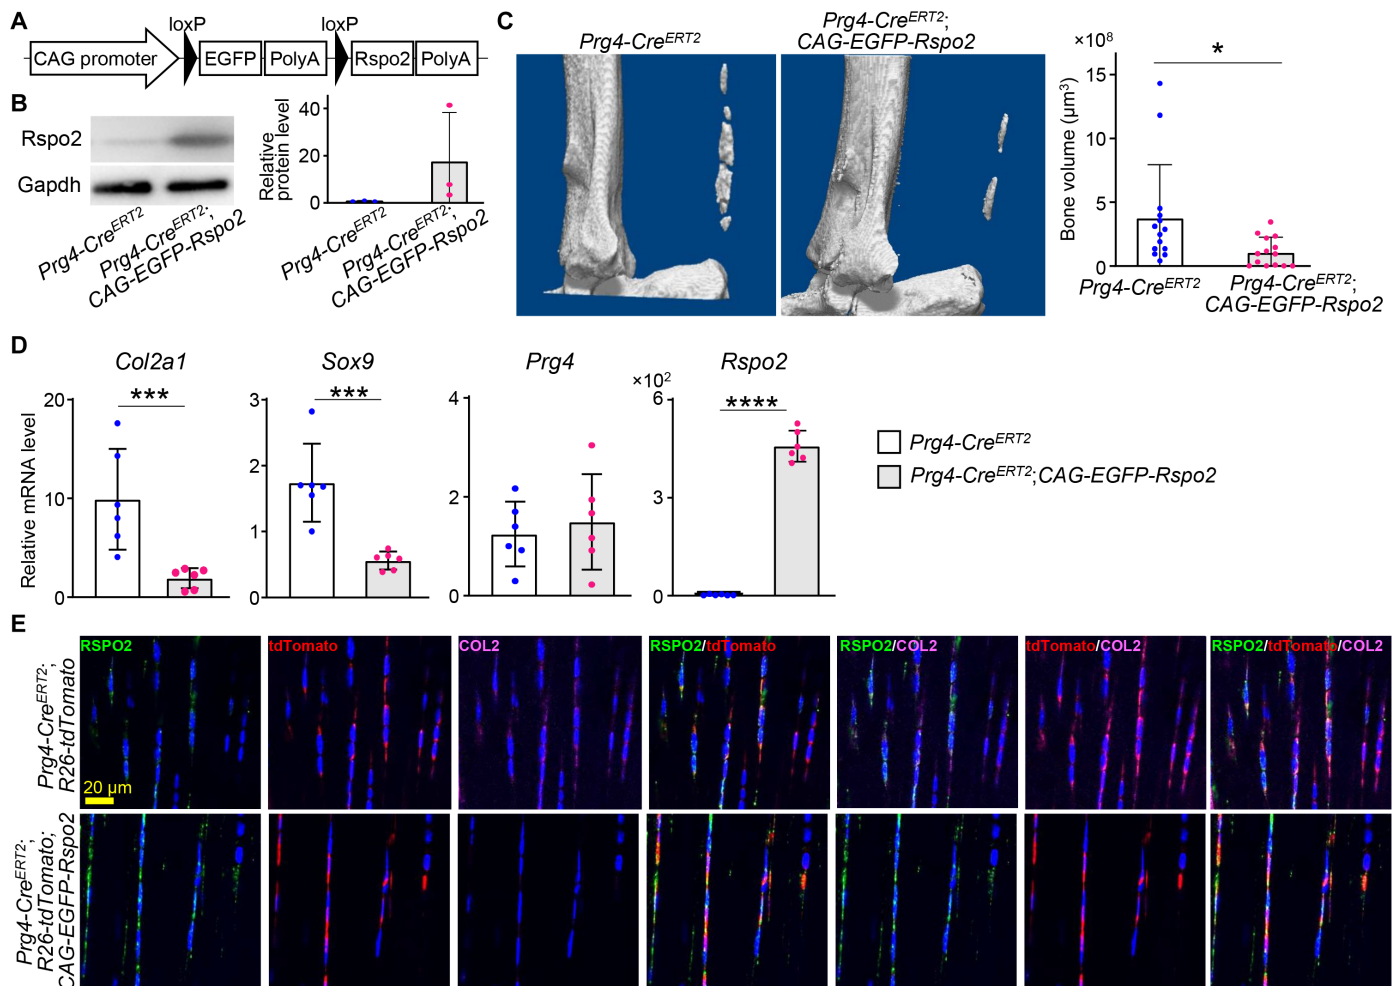 A
loxP
loxP
CAG promoter
EGFP
PolyA
Rspo2
PolyA
B
Rspo2
Gapdh
Prg4-CreERT2
Prg4-CreERT2;
CAG-EGFP-Rspo2
Relative
protein level
40
20
0
Prg4-CreERT2
Prg4-CreERT2;
CAG-EGFP-Rspo2
C
Prg4-CreERT2
Prg4-CreERT2;
CAG-EGFP-Rspo2
×10⁸
*
Bone volume (µm³)
15
10
5
0
Prg4-CreERT2
Prg4-CreERT2;
CAG-EGFP-Rspo2
D
Relative mRNA level
Col2a1
20
10
0
***
Sox9
3
2
1
0
***
Prg4
4
2
0
Rspo2
×10²
6
3
0
****
Prg4-CreERT2
Prg4-CreERT2;CAG-EGFP-Rspo2
E
Prg4-CreERT2;
R26-tdTomato
RSPO2
tdTomato
COL2
RSPO2/tdTomato
RSPO2/COL2
tdTomato/COL2
RSPO2/tdTomato/COL2
20 µm
Prg4-CreERT2;
R26-tdTomato;
CAG-EGFP-Rspo2